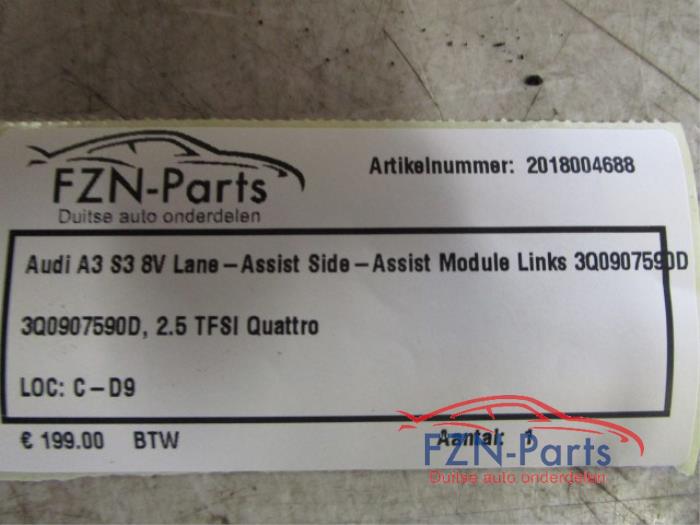 FZN-Parts
Duitse auto onderdelen
Artikelnummer: 2018004688
Audi A3 S3 8V Lane-Assist Side-Assist Module Links 3Q0907590D
3Q0907590D, 2.5 TFSI Quattro
LOC: C-D9
€ 199.00 BTW Aantal: 1
FZN-Parts
Duitse auto onderdelen